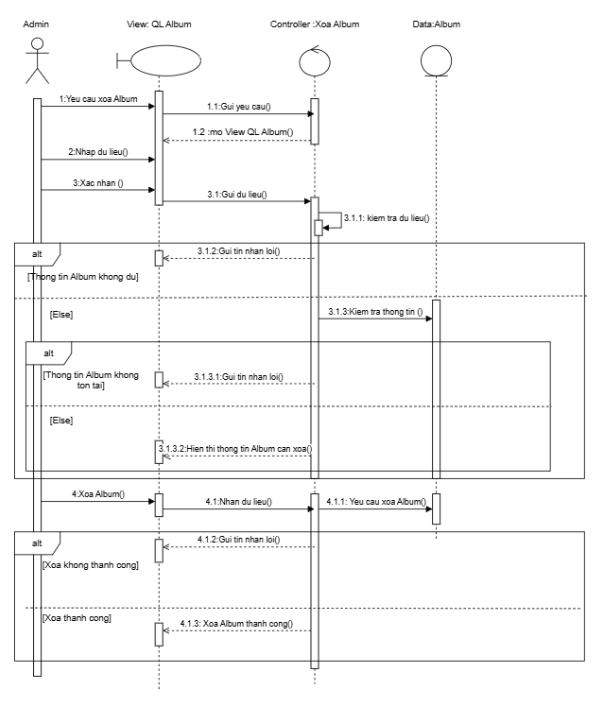 Admin
View: QL Album
Controller :Xoa Album
Data:Album
1:Yeu cau xoa Album
1.1:Gui yeu cau()
1.2 :mo View QL Album()
2:Nhap du lieu()
3:Xac nhan ()
3.1:Gui du lieu()
3.1.1: kiem tra du lieu()
alt
3.1.2:Gui tin nhan loi()
[Thong tin Album khong du]
[Else]
3.1.3:Kiem tra thong tin ()
alt
[Thong tin Album khong
ton tai]
3.1.3.1:Gui tin nhan loi()
[Else]
3.1.3.2:Hien thi thong tin Album can xoa()
4:Xoa Album()
4.1:Nhan du lieu()
4.1.1: Yeu cau xoa Album()
alt
4.1.2:Gui tin nhan loi()
[Xoa khong thanh cong]
[Xoa thanh cong]
4.1.3: Xoa Album thanh cong()